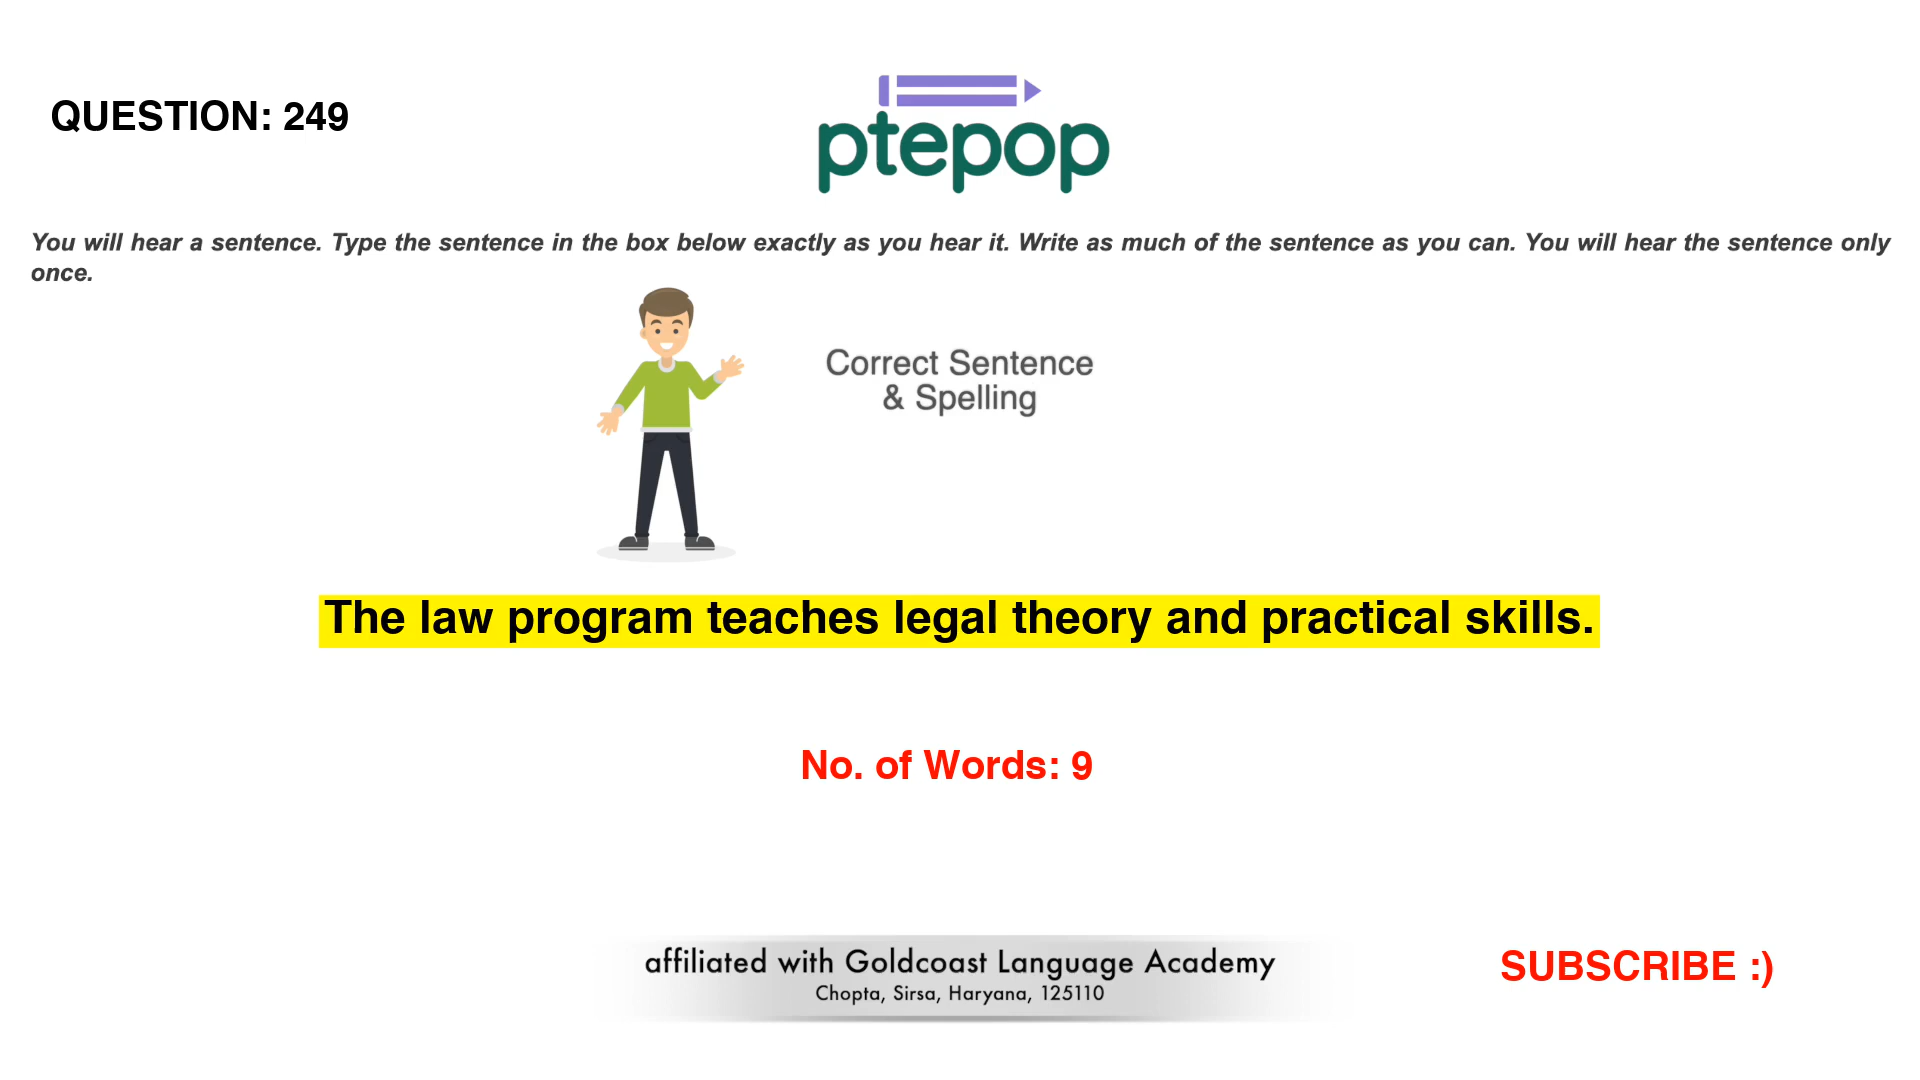 QUESTION: 249
ptepop
You will hear a sentence. Type the sentence in the box below exactly as you hear it. Write as much of the sentence as you can. You will hear the sentence only
once.
Correct Sentence
& Spelling
The law program teaches legal theory and practical skills.
No. of Words: 9
affiliated with Goldcoast Language Academy
Chopta, Sirsa, Haryana, 125110
SUBSCRIBE :)